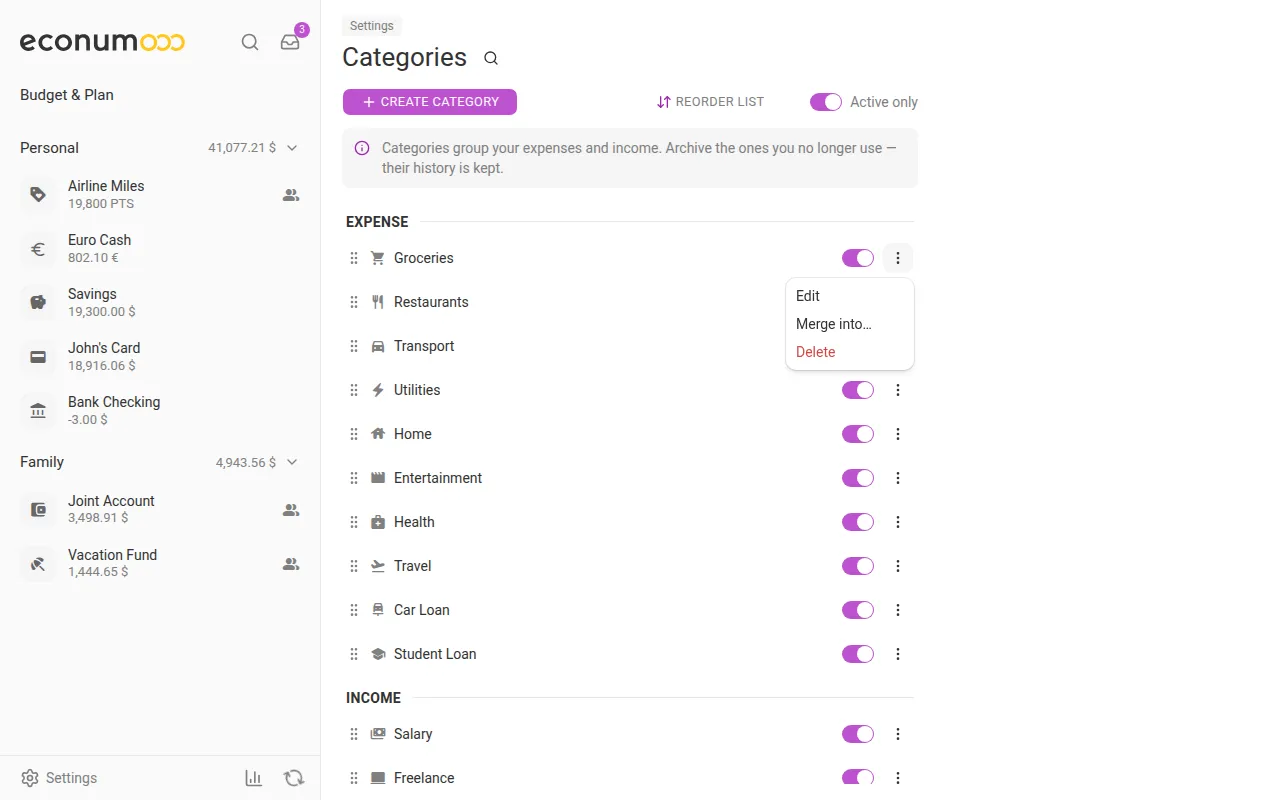 econumo
3
Budget & Plan
Personal
41,077.21 $
Airline Miles
19,800 PTS
Euro Cash
802.10 €
Savings
19,300.00 $
John's Card
18,916.06 $
Bank Checking
-3.00 $
Family
4,943.56 $
Joint Account
3,498.91 $
Vacation Fund
1,444.65 $
Settings
Settings
Categories
CREATE CATEGORY
REORDER LIST
Active only
Categories group your expenses and income. Archive the ones you no longer use —
their history is kept.
EXPENSE
Groceries
Edit
Restaurants
Merge into…
Transport
Delete
Utilities
Home
Entertainment
Health
Travel
Car Loan
Student Loan
INCOME
Salary
Freelance